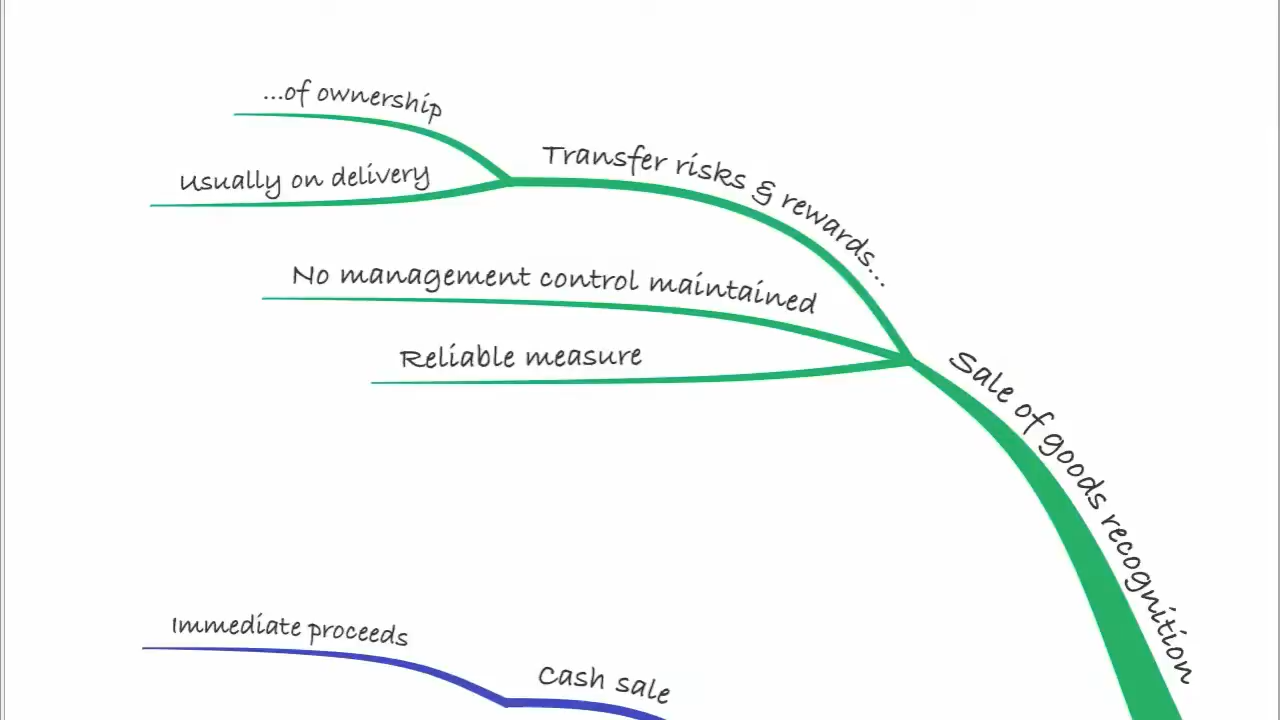 ...of ownership
Usually on delivery
Transfer risks & rewards...
No management control maintained
Reliable measure
Sale of goods recognition
Immediate proceeds
Cash sale